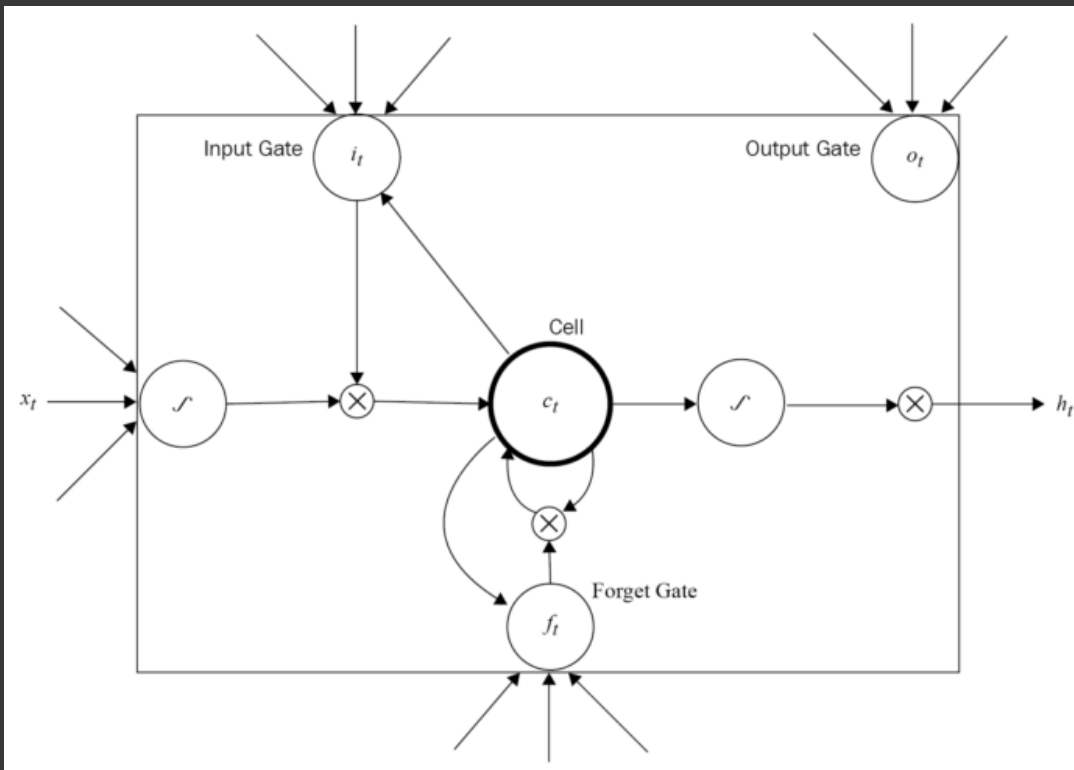 Input Gate
i_t
Output Gate
o_t
Cell
x_t
∫
×
c_t
∫
×
h_t
×
Forget Gate
f_t